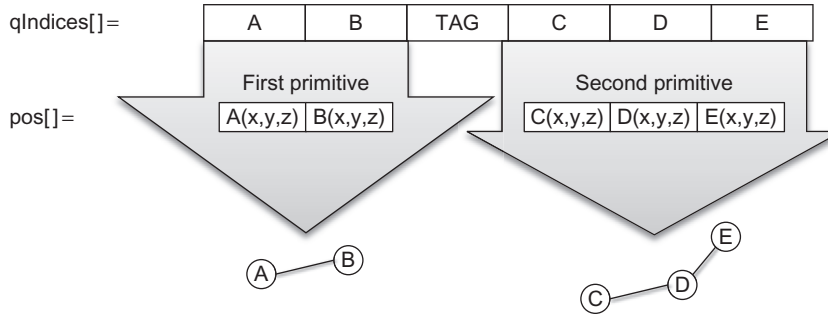 qIndices[]= A B TAG C D E
First primitive Second primitive
pos[]= A(x,y,z) B(x,y,z) C(x,y,z) D(x,y,z) E(x,y,z)
A B C D E